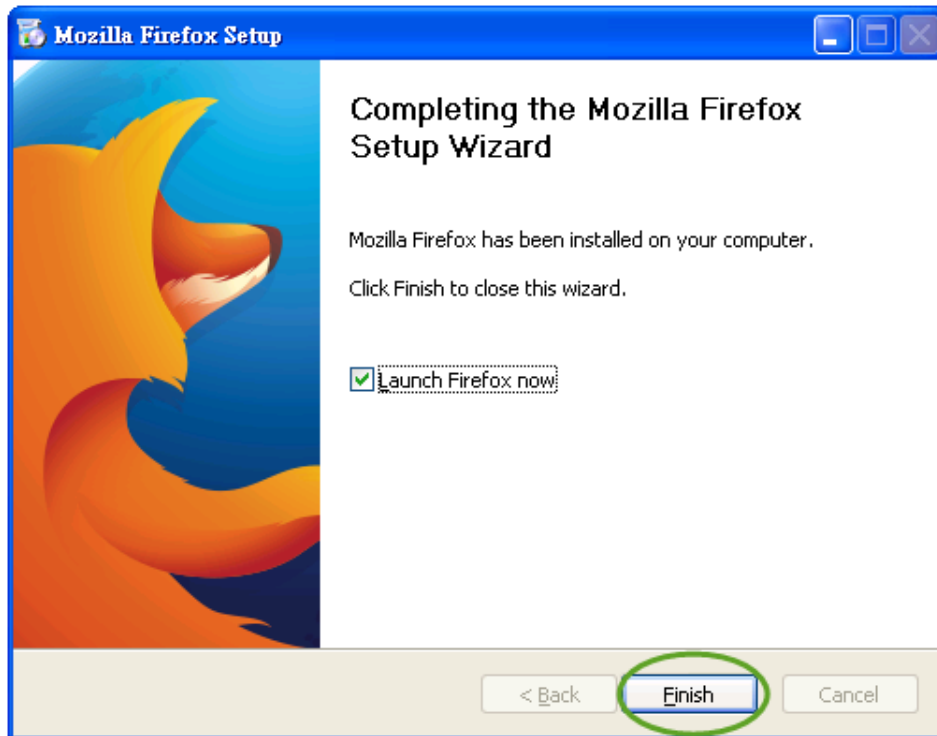 Mozilla Firefox Setup
Completing the Mozilla Firefox
Setup Wizard
Mozilla Firefox has been installed on your computer.
Click Finish to close this wizard.
Launch Firefox now
< Back
Finish
Cancel